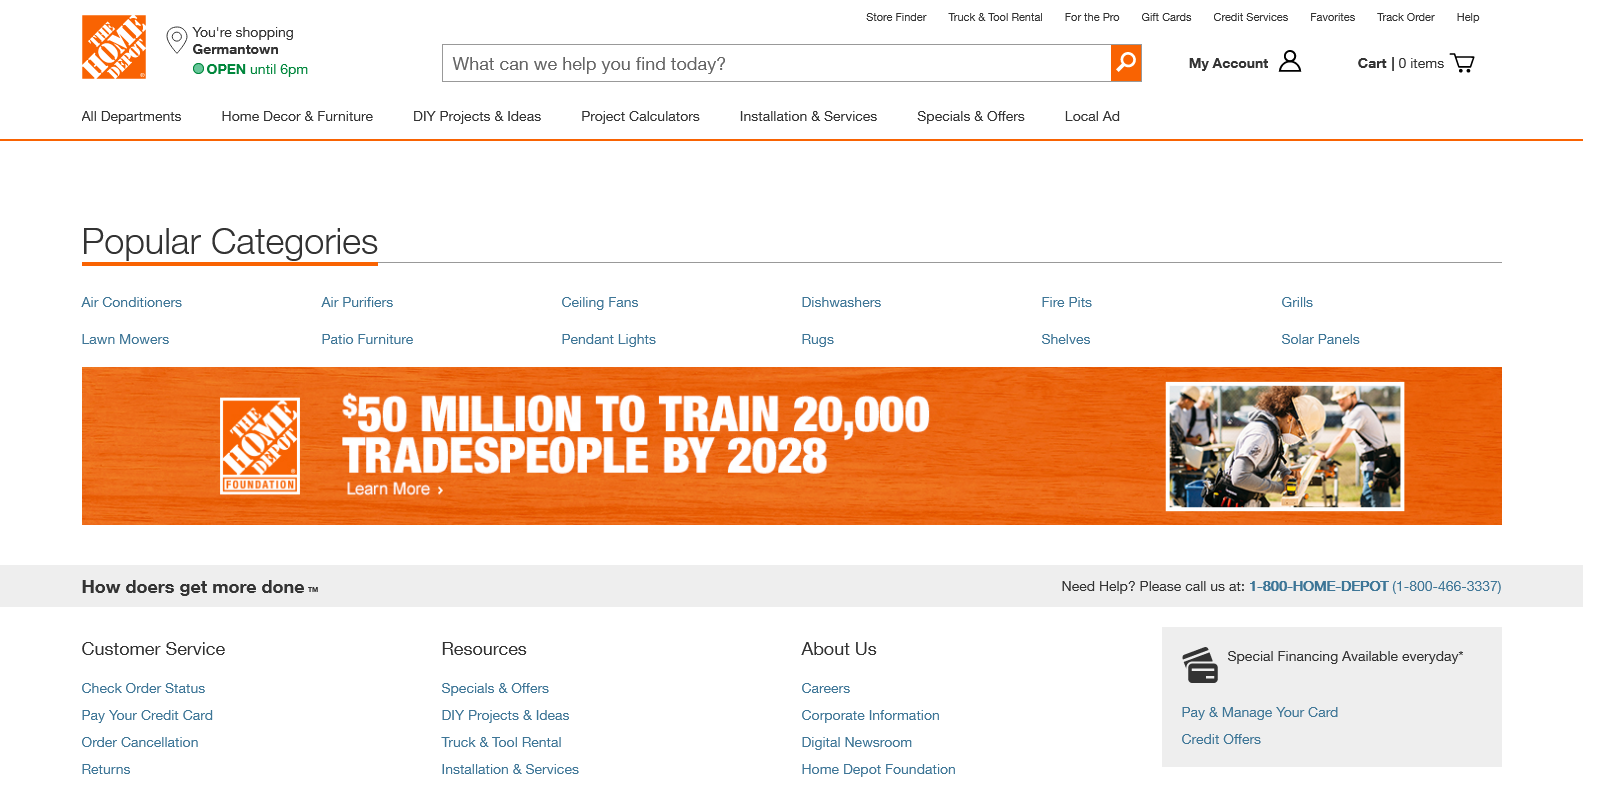 Store Finder Truck & Tool Rental For the Pro Gift Cards Credit Services Favorites Track Order Help
THE HOME DEPOT
You're shopping
Germantown
OPEN until 6pm
What can we help you find today?
My Account
Cart | 0 items
All Departments Home Decor & Furniture DIY Projects & Ideas Project Calculators Installation & Services Specials & Offers Local Ad
Popular Categories
Air Conditioners Air Purifiers Ceiling Fans Dishwashers Fire Pits Grills
Lawn Mowers Patio Furniture Pendant Lights Rugs Shelves Solar Panels
THE HOME DEPOT
FOUNDATION
$50 MILLION TO TRAIN 20,000
TRADESPEOPLE BY 2028
Learn More ›
How doers get more done ™
Need Help? Please call us at: 1-800-HOME-DEPOT (1-800-466-3337)
Customer Service
Check Order Status
Pay Your Credit Card
Order Cancellation
Returns
Resources
Specials & Offers
DIY Projects & Ideas
Truck & Tool Rental
Installation & Services
About Us
Careers
Corporate Information
Digital Newsroom
Home Depot Foundation
Special Financing Available everyday*
Pay & Manage Your Card
Credit Offers